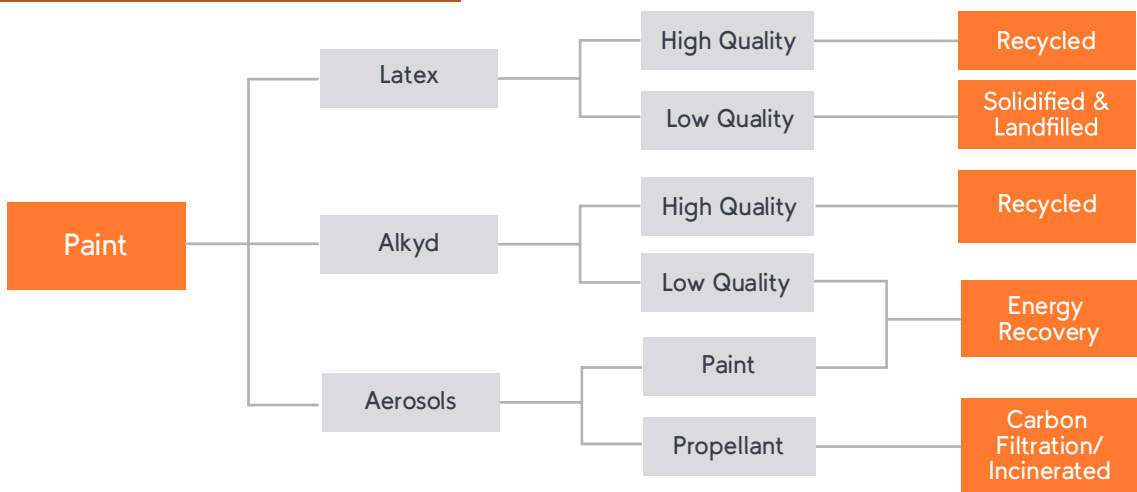 Paint
Latex
High Quality
Recycled
Low Quality
Solidified &
Landfilled
Alkyd
High Quality
Recycled
Low Quality
Energy
Recovery
Aerosols
Paint
Propellant
Carbon
Filtration/
Incinerated